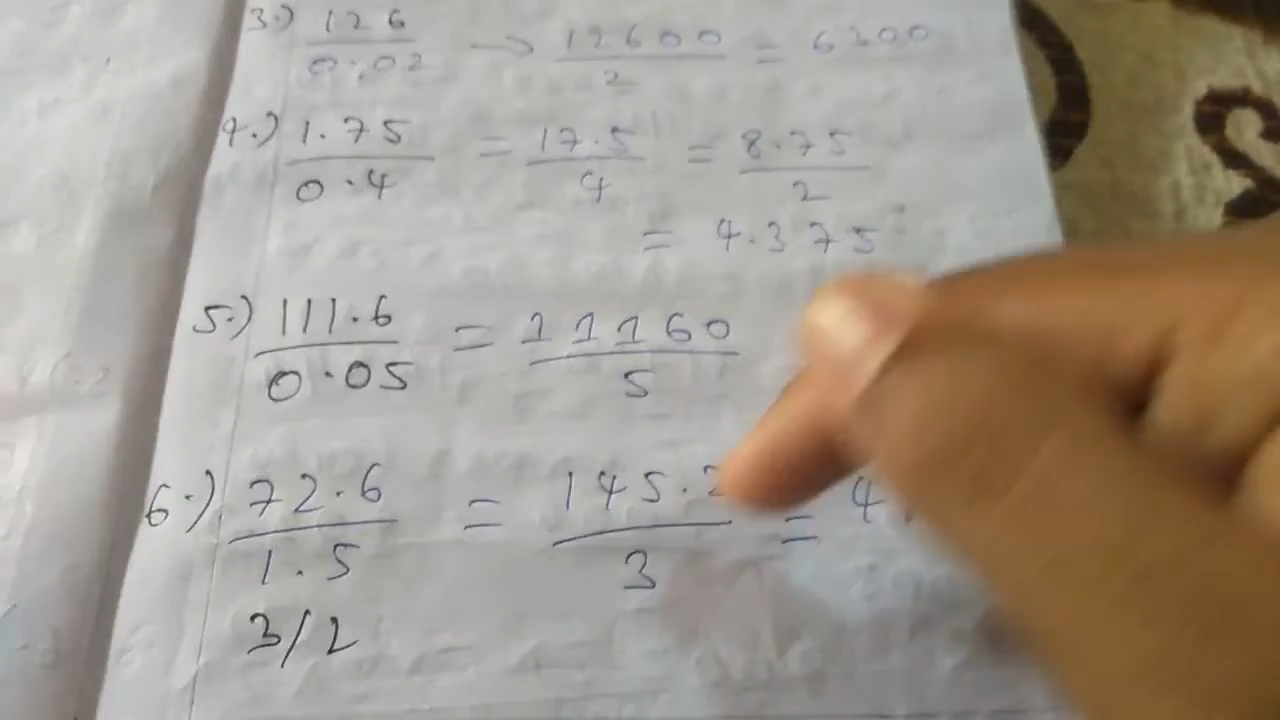 3.) 126/0.02 → 12600/2 = 6300
4.) 1.75/0.4 = 17.5/4 = 8.75/2
= 4.375
5.) 111.6/0.05 = 11160/5
6.) 72.6/1.5 = 145.2/3 = 4
3/2